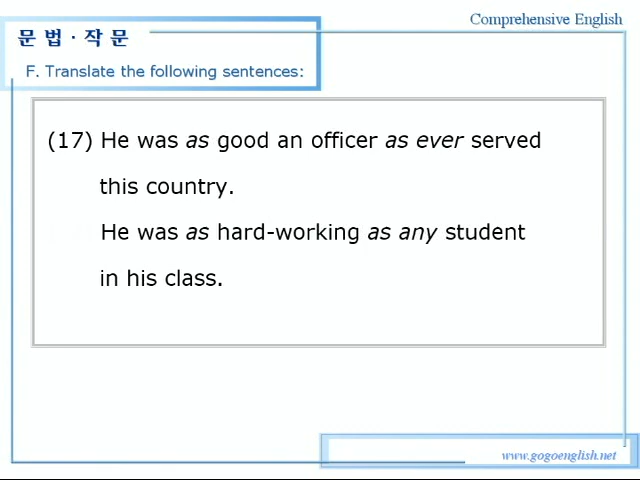 Comprehensive English
문 법 · 작 문
F. Translate the following sentences:
(17) He was as good an officer as ever served
this country.
He was as hard-working as any student
in his class.
www.gogoenglish.net